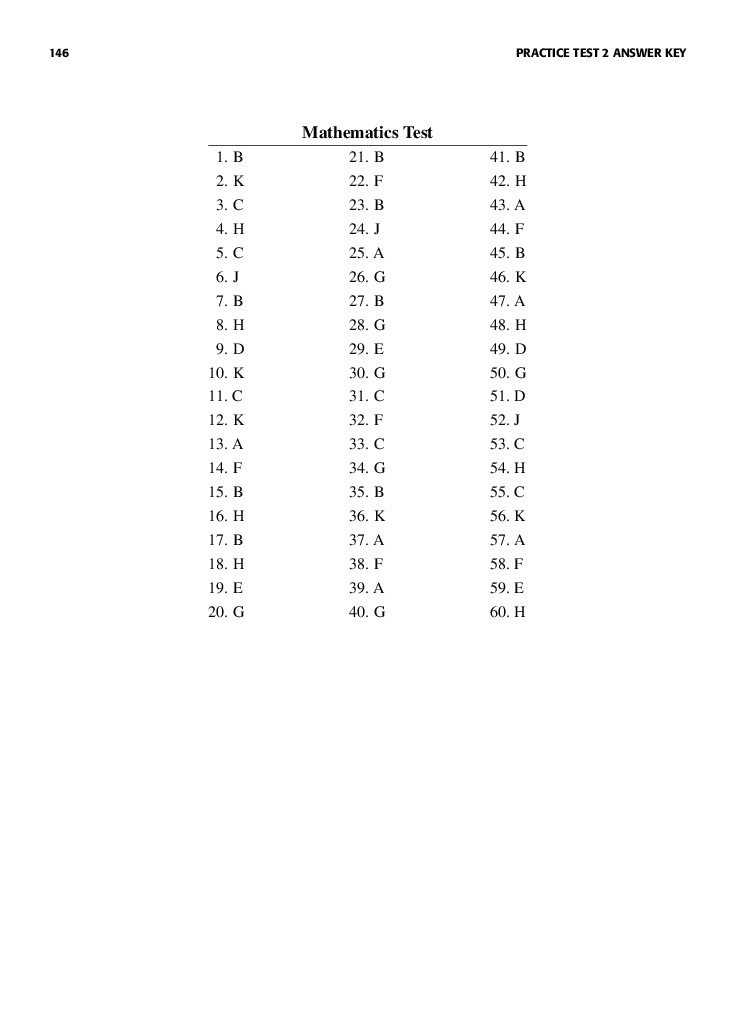 146 PRACTICE TEST 2 ANSWER KEY
Mathematics Test
1. B 21. B 41. B
2. K 22. F 42. H
3. C 23. B 43. A
4. H 24. J 44. F
5. C 25. A 45. B
6. J 26. G 46. K
7. B 27. B 47. A
8. H 28. G 48. H
9. D 29. E 49. D
10. K 30. G 50. G
11. C 31. C 51. D
12. K 32. F 52. J
13. A 33. C 53. C
14. F 34. G 54. H
15. B 35. B 55. C
16. H 36. K 56. K
17. B 37. A 57. A
18. H 38. F 58. F
19. E 39. A 59. E
20. G 40. G 60. H